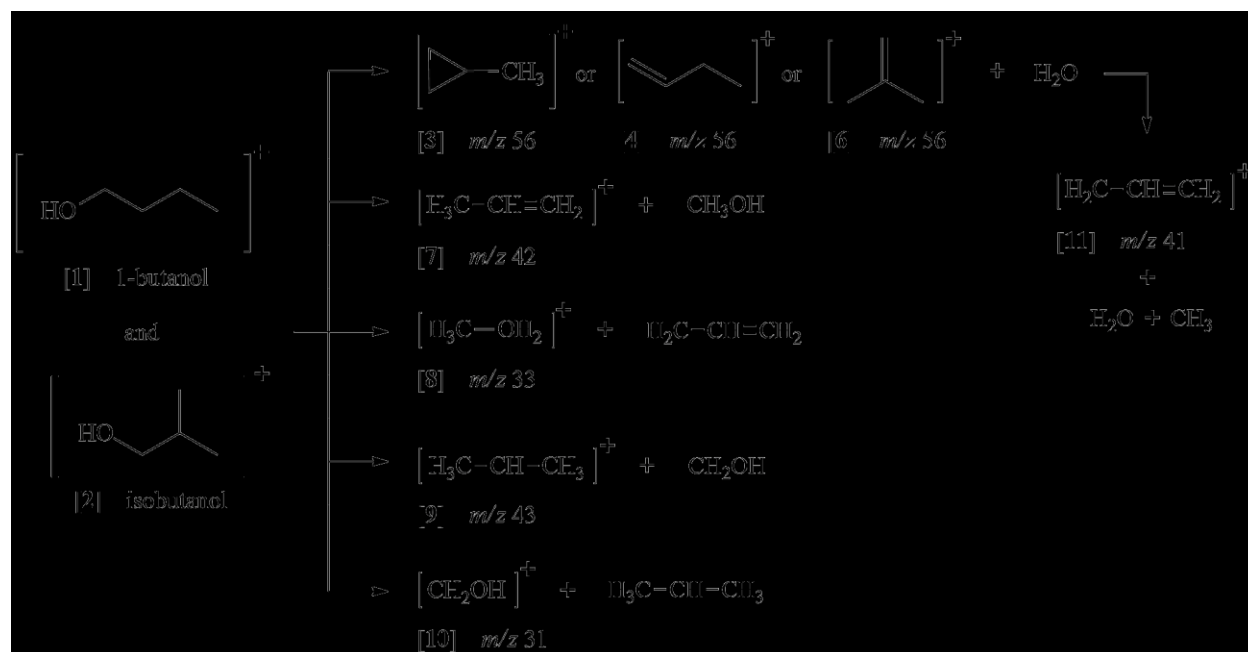 [CH₃]⁺ or [ ]⁺ or [ ]⁺ + H₂O
[3] m/z 56 4 m/z 56 [6 m/z 56
HO
[1] 1-butanol
and
HO
[2] isobutanol
[H₃C-CH=CH₂]⁺ + CH₃OH
[7] m/z 42
[H₃C-OH₂]⁺ + H₂C-CH=CH₂
[8] m/z 33
[H₃C-CH-CH₃]⁺ + CH₂OH
[9] m/z 43
[CH₂OH]⁺ + H₃C-CH-CH₃
[10] m/z 31
[H₂C-CH=CH₂]⁺
[11] m/z 41
+
H₂O + CH₃